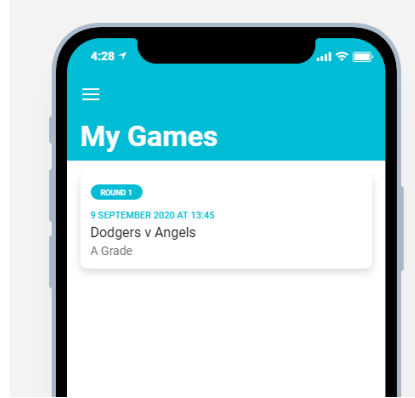 4:28
My Games
ROUND 1
9 SEPTEMBER 2020 AT 13:45
Dodgers v Angels
A Grade